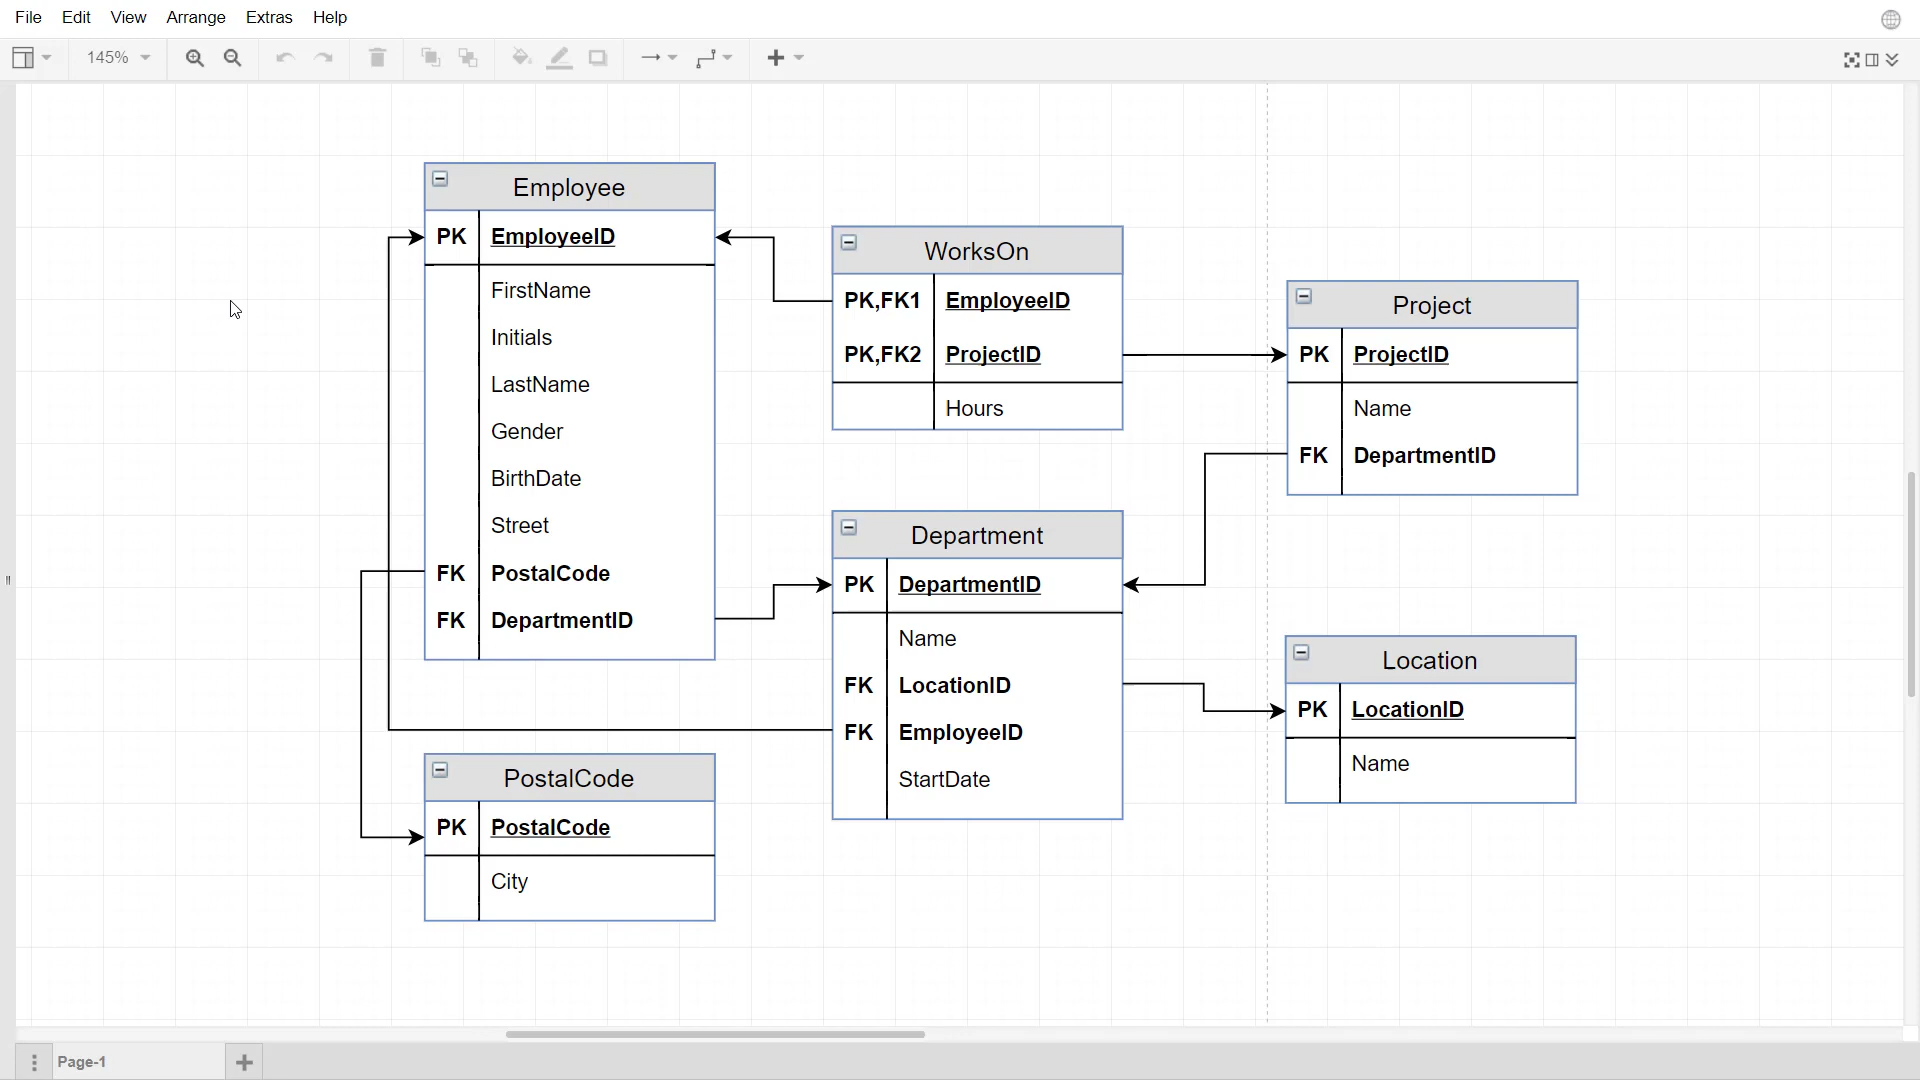 File Edit View Arrange Extras Help
145%
Employee
PK EmployeeID
FirstName
Initials
LastName
Gender
BirthDate
Street
FK PostalCode
FK DepartmentID
WorksOn
PK,FK1 EmployeeID
PK,FK2 ProjectID
Hours
Project
PK ProjectID
Name
FK DepartmentID
Department
PK DepartmentID
Name
FK LocationID
FK EmployeeID
StartDate
Location
PK LocationID
Name
PostalCode
PK PostalCode
City
Page-1